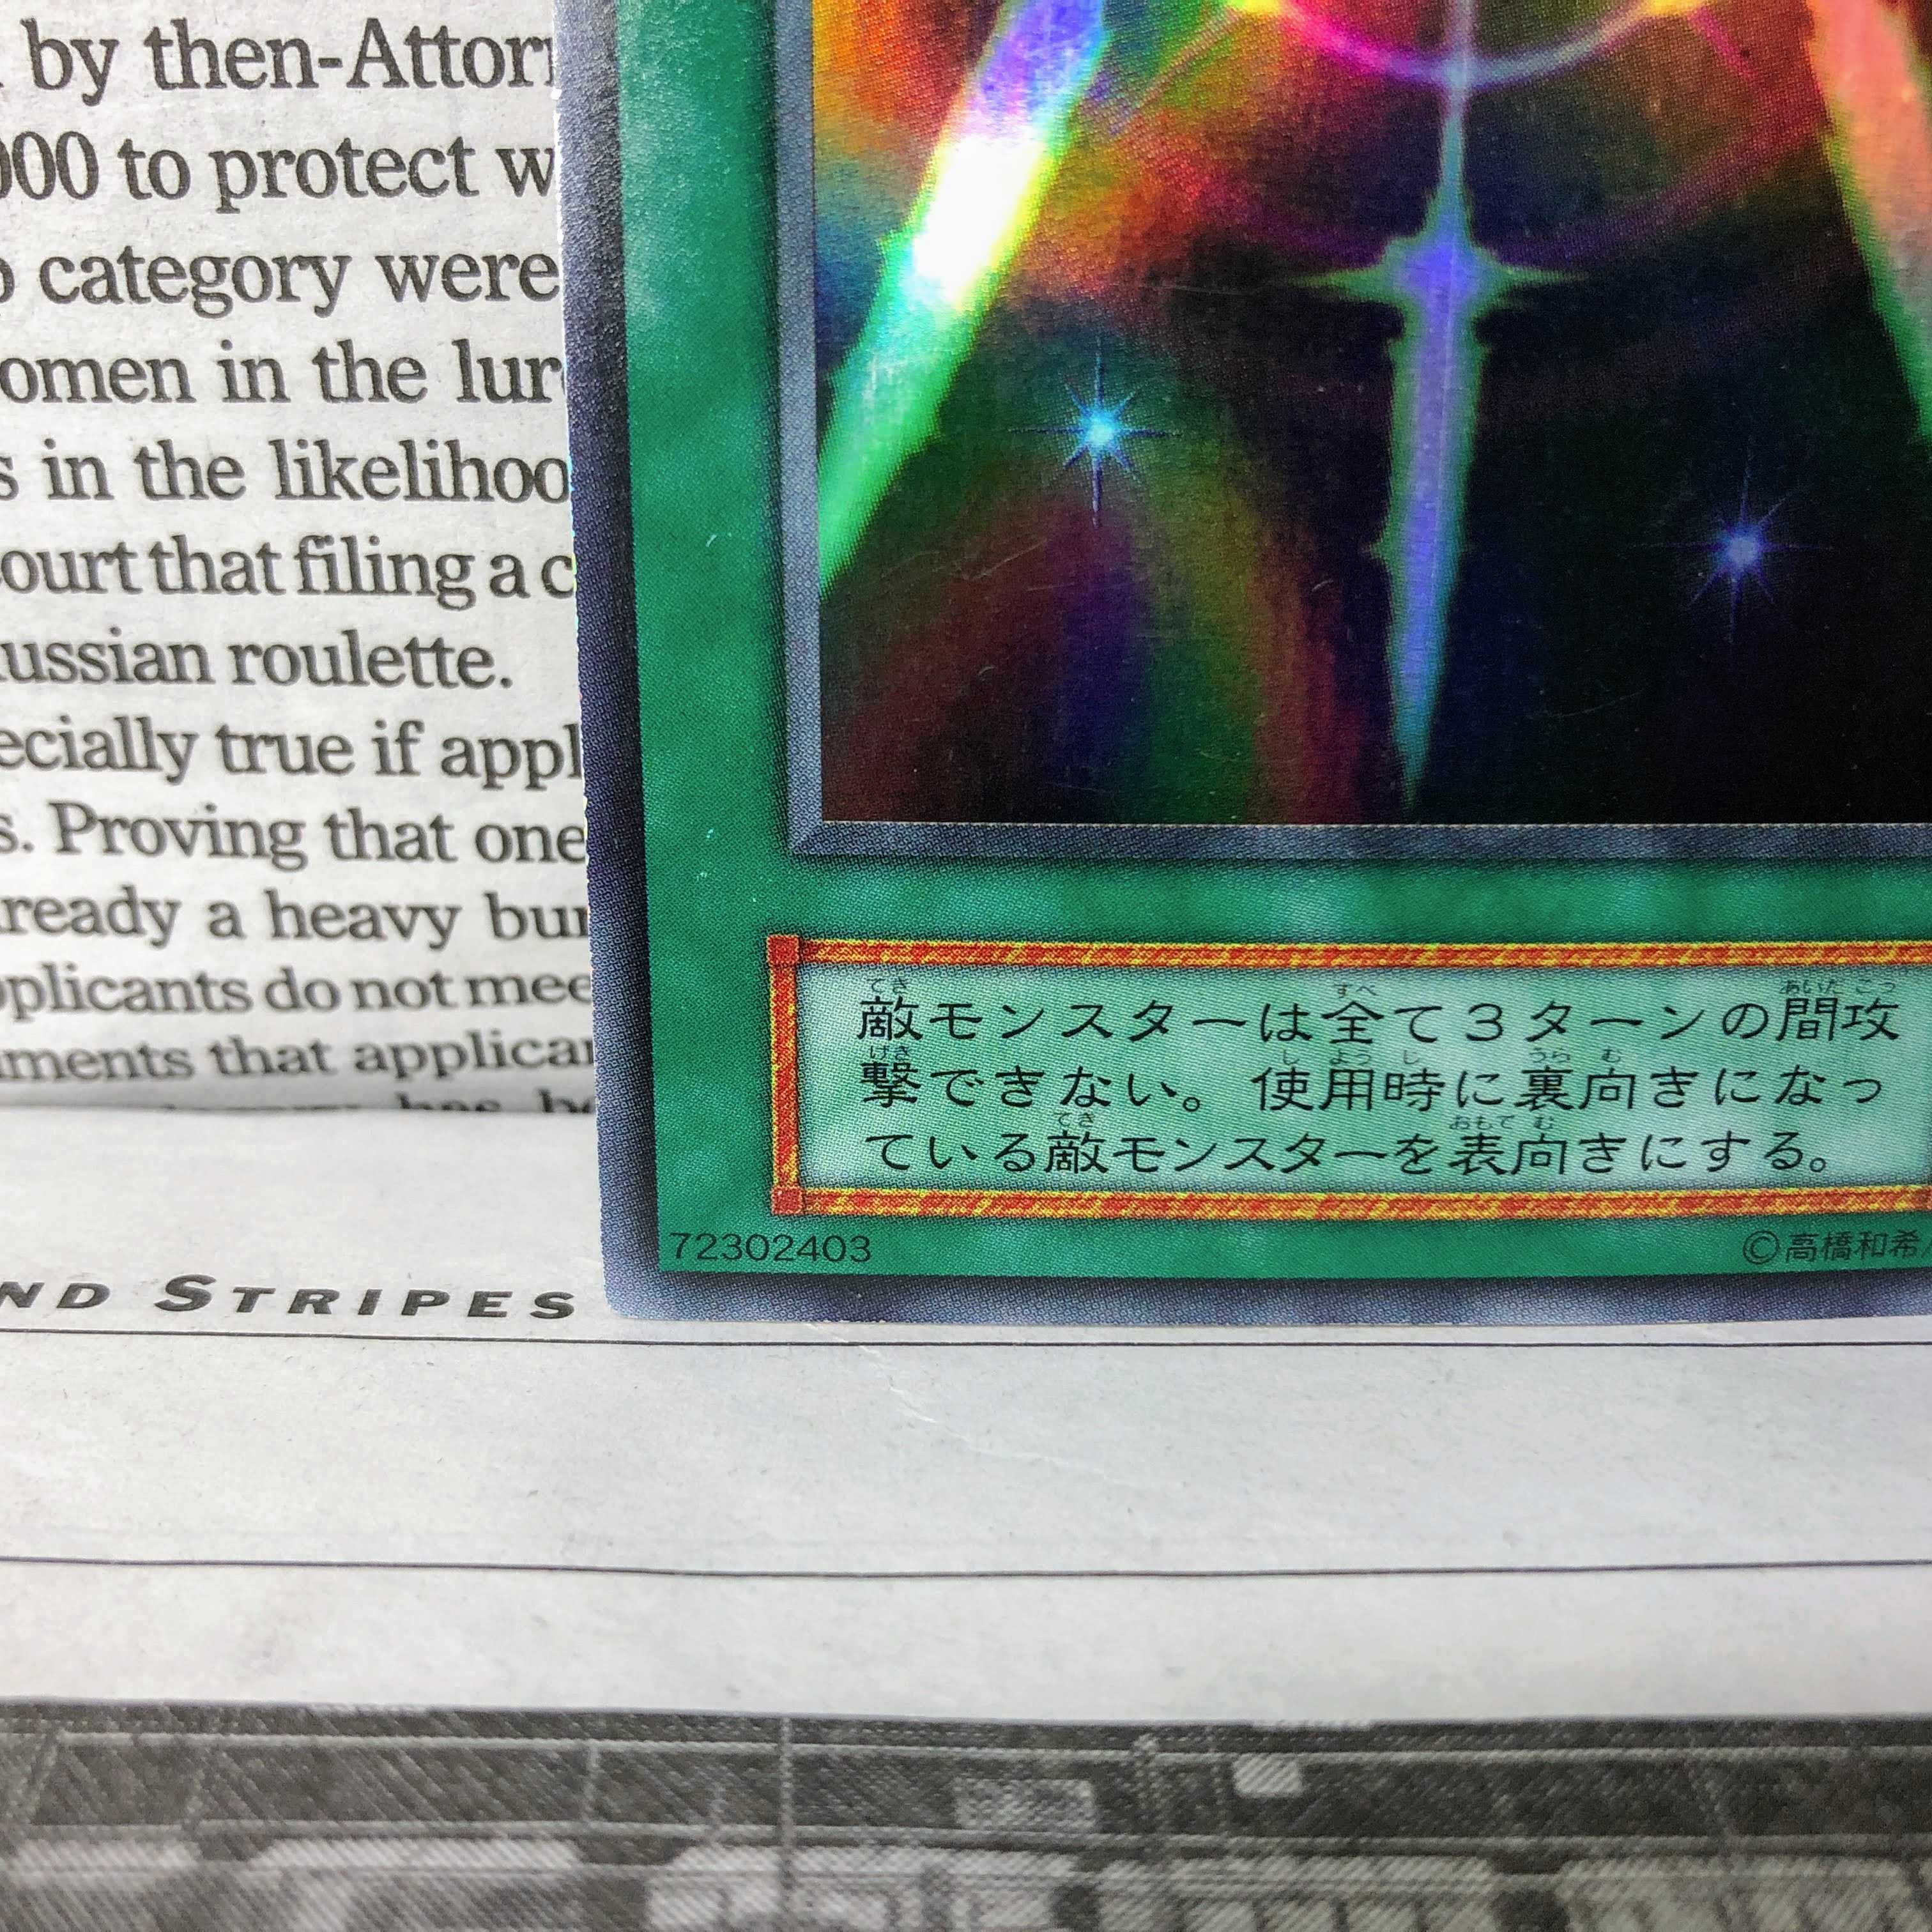 by then-Attor
000 to protect w
category were
omen in the lur
s in the likelihoo
ourt that filing a c
ussian roulette.
ecially true if appl
s. Proving that one
ready a heavy bur
pplicants do not mee
ments that applica
ND STRIPES
敵モンスターは全て3ターンの間攻
撃できない。使用時に裏向きになっ
ている敵モンスターを表向きにする。
72302403
©高橋和希